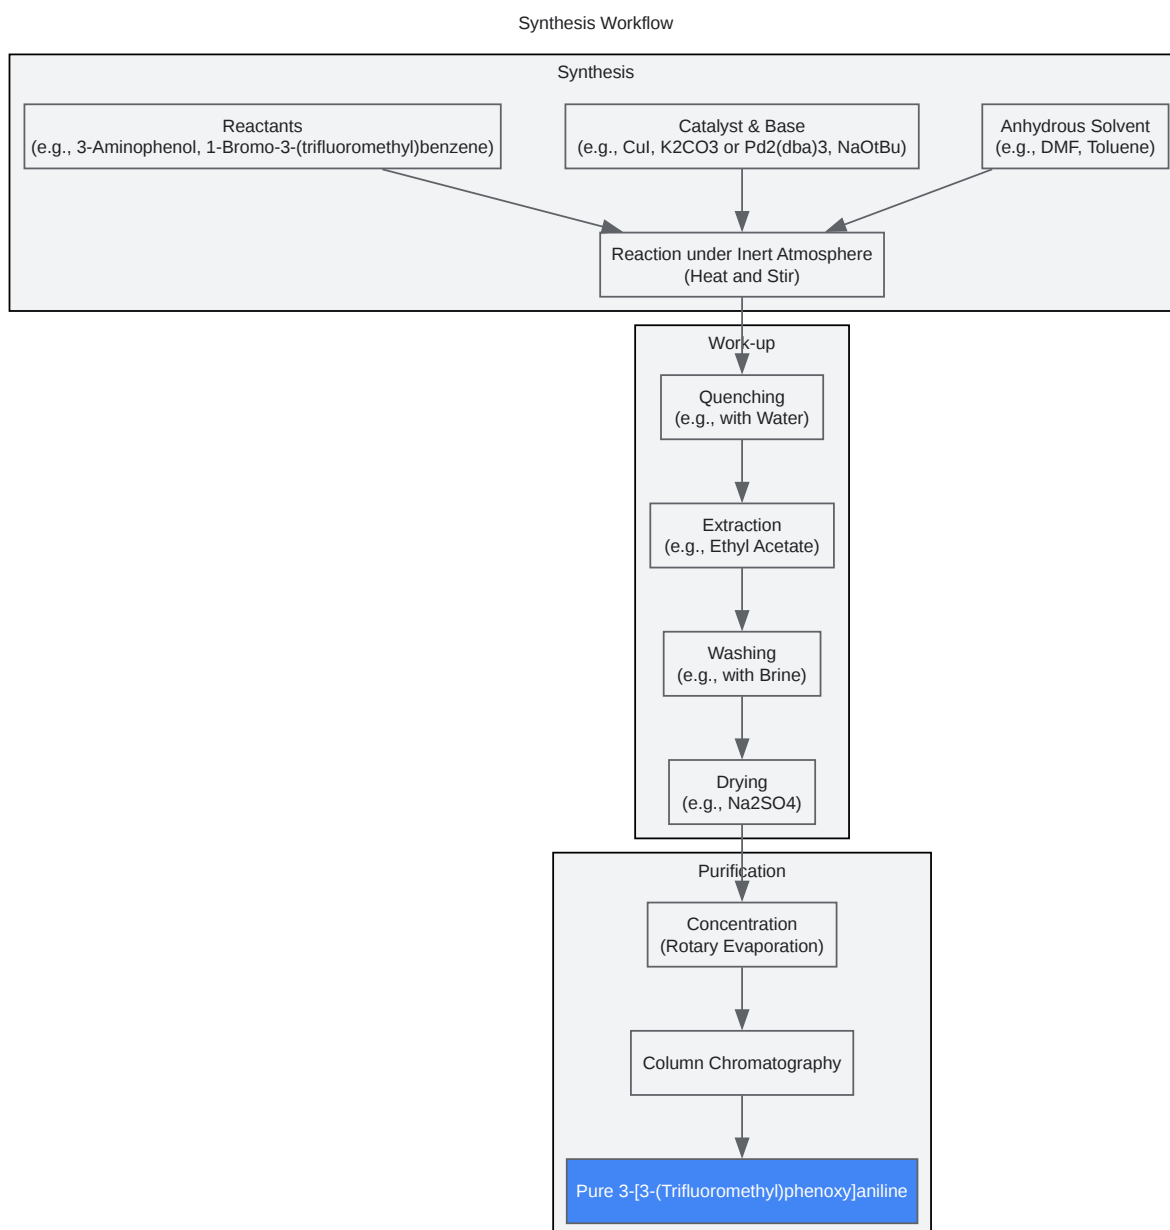 Synthesis Workflow
Synthesis
Reactants
(e.g., 3-Aminophenol, 1-Bromo-3-(trifluoromethyl)benzene)
Catalyst & Base
(e.g., CuI, K2CO3 or Pd2(dba)3, NaOtBu)
Anhydrous Solvent
(e.g., DMF, Toluene)
Reaction under Inert Atmosphere
(Heat and Stir)
Work-up
Quenching
(e.g., with Water)
Extraction
(e.g., Ethyl Acetate)
Washing
(e.g., with Brine)
Drying
(e.g., Na2SO4)
Purification
Concentration
(Rotary Evaporation)
Column Chromatography
Pure 3-[3-(Trifluoromethyl)phenoxy]aniline